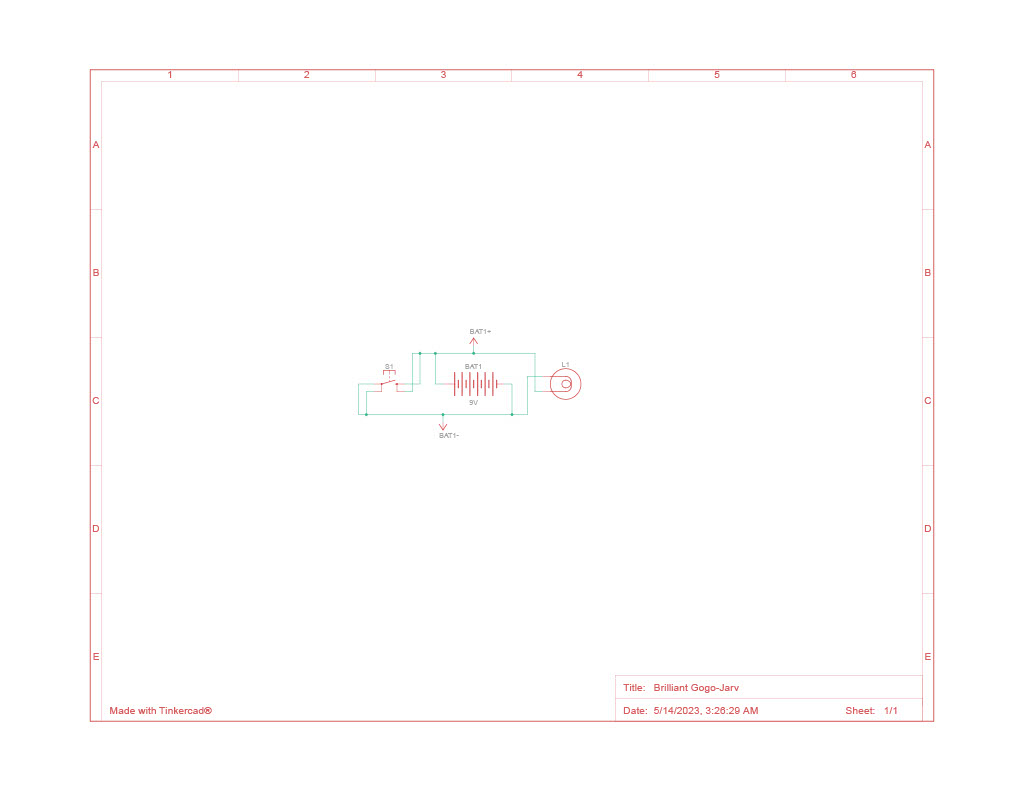 1 2 3 4 5 6
A A
B B
BAT1+
S1 BAT1 L1
9V
C C
BAT1-
D D
E E
Title: Brilliant Gogo-Jarv
Made with Tinkercad® Date: 5/14/2023, 3:26:29 AM Sheet: 1/1